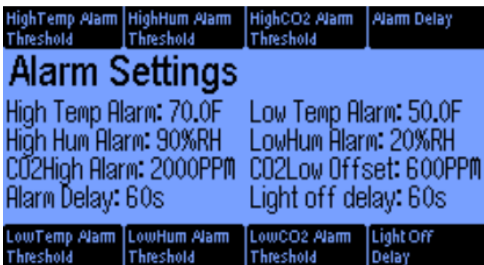 HighTemp Alarm Threshold
HighHum Alarm Threshold
HighCO2 Alarm Threshold
Alarm Delay
Alarm Settings
High Temp Alarm: 70.0F
Low Temp Alarm: 50.0F
High Hum Alarm: 90%RH
LowHum Alarm: 20%RH
CO2High Alarm: 2000PPM
CO2Low Offset: 600PPM
Alarm Delay: 60s
Light off delay: 60s
LowTemp Alarm Threshold
LowHum Alarm Threshold
LowCO2 Alarm Threshold
Light Off Delay